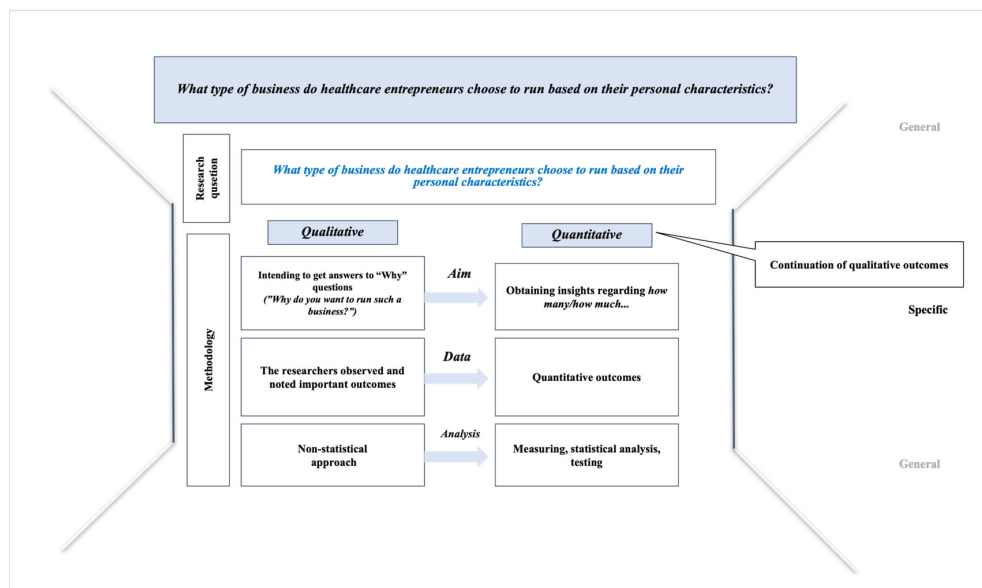 What type of business do healthcare entrepreneurs choose to run based on their personal characteristics?
General
Research
qusetion
What type of business do healthcare entrepreneurs choose to run based on their
personal characteristics?
Qualitative
Quantitative
Continuation of qualitative outcomes
Methodology
Intending to get answers to “Why”
questions
(”Why do you want to run such a
business?”)
Aim
Obtaining insights regarding how
many/how much...
Specific
The researchers observed and
noted important outcomes
Data
Quantitative outcomes
Non-statistical
approach
Analysis
Measuring, statistical analysis,
testing
General